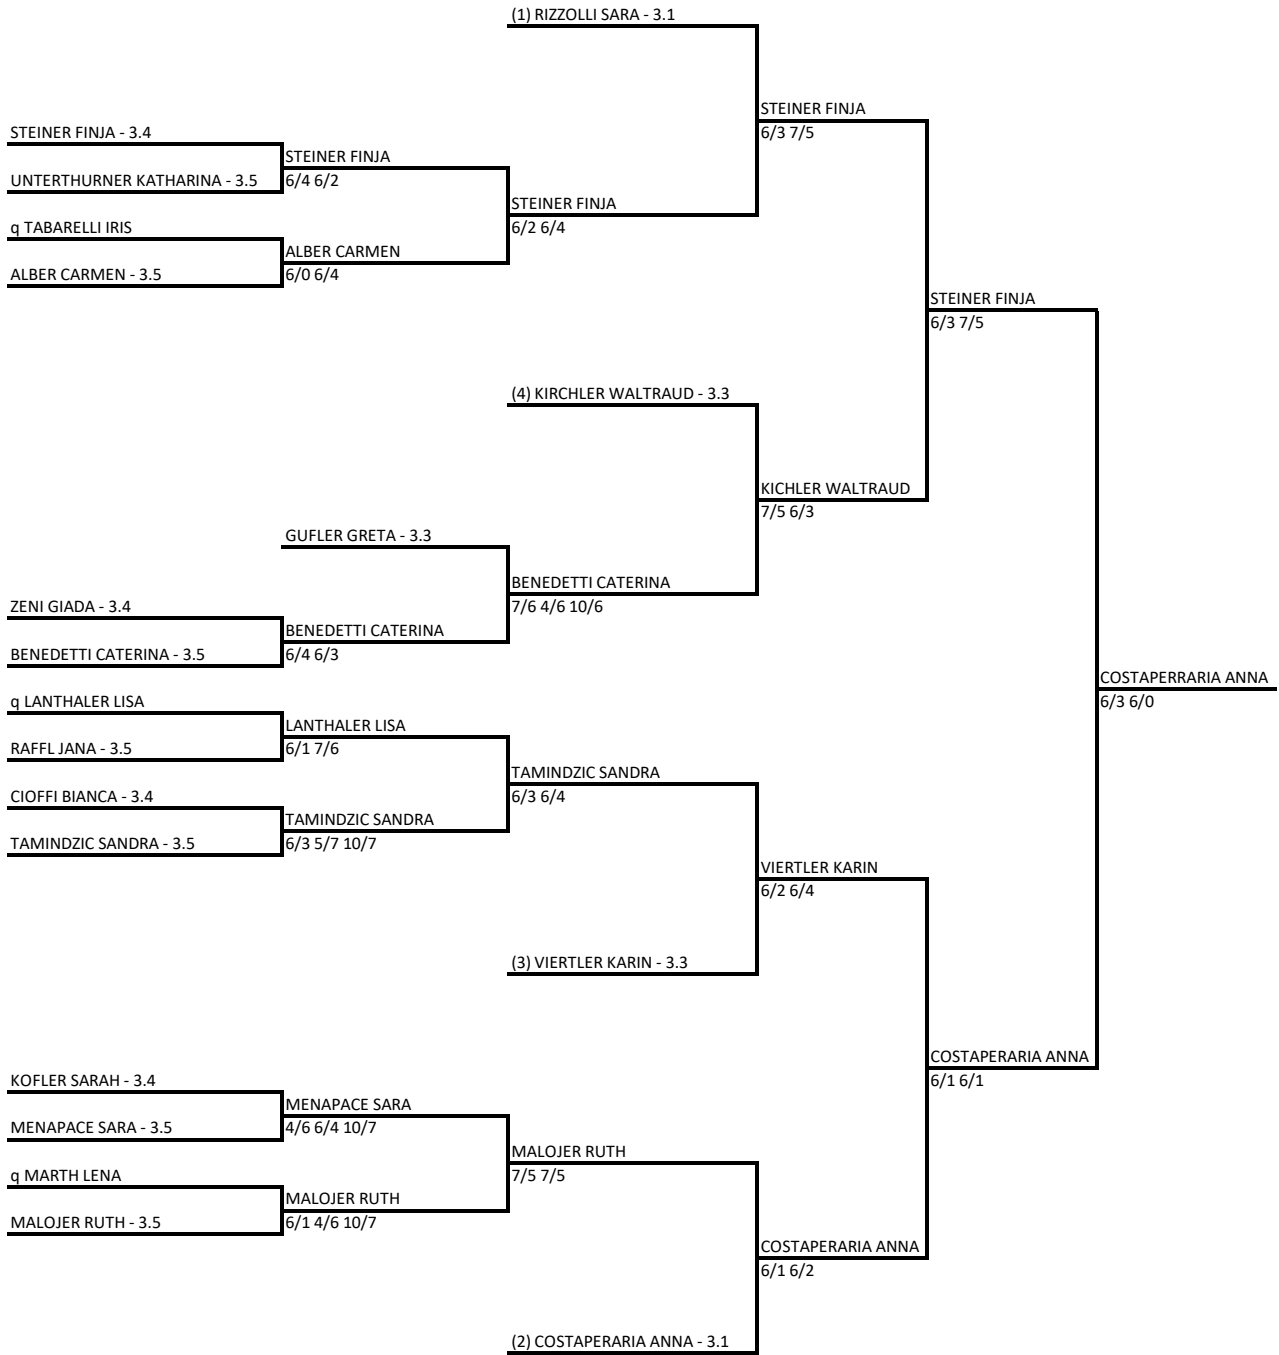 (1) RIZZOLLI SARA - 3.1
STEINER FINJA
6/3 7/5
STEINER FINJA - 3.4
STEINER FINJA
6/4 6/2
UNTERTHURNER KATHARINA - 3.5
STEINER FINJA
6/2 6/4
q TABARELLI IRIS
ALBER CARMEN
6/0 6/4
ALBER CARMEN - 3.5
STEINER FINJA
6/3 7/5
(4) KIRCHLER WALTRAUD - 3.3
KICHLER WALTRAUD
7/5 6/3
GUFLER GRETA - 3.3
BENEDETTI CATERINA
7/6 4/6 10/6
ZENI GIADA - 3.4
BENEDETTI CATERINA
6/4 6/3
BENEDETTI CATERINA - 3.5
COSTAPERRARIA ANNA
6/3 6/0
q LANTHALER LISA
LANTHALER LISA
6/1 7/6
RAFFL JANA - 3.5
TAMINDZIC SANDRA
6/3 6/4
CIOFFI BIANCA - 3.4
TAMINDZIC SANDRA
6/3 5/7 10/7
TAMINDZIC SANDRA - 3.5
VIERTLER KARIN
6/2 6/4
(3) VIERTLER KARIN - 3.3
COSTAPERARIA ANNA
6/1 6/1
KOFLER SARAH - 3.4
MENAPACE SARA
4/6 6/4 10/7
MENAPACE SARA - 3.5
MALOJER RUTH
7/5 7/5
q MARTH LENA
MALOJER RUTH
6/1 4/6 10/7
MALOJER RUTH - 3.5
COSTAPERARIA ANNA
6/1 6/2
(2) COSTAPERARIA ANNA - 3.1